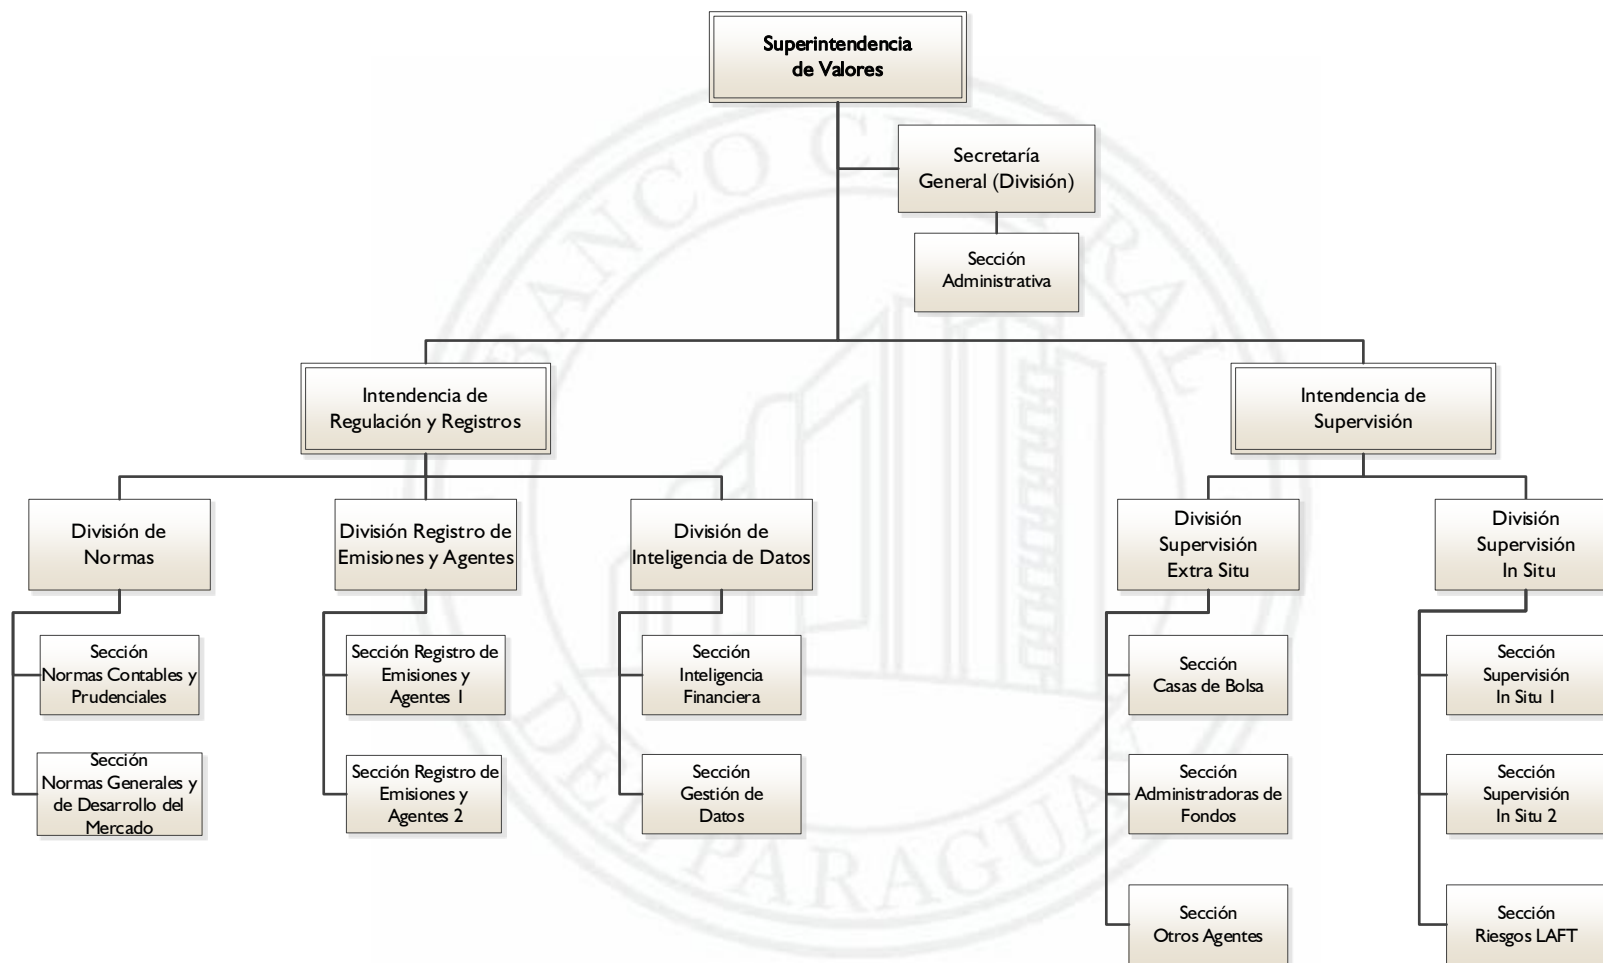 Superintendencia
de Valores
Secretaría
General (División)
Sección
Administrativa
Intendencia de
Regulación y Registros
Intendencia de
Supervisión
División de
Normas
División Registro de
Emisiones y Agentes
División de
Inteligencia de Datos
División
Supervisión
Extra Situ
División
Supervisión
In Situ
Sección
Normas Contables y
Prudenciales
Sección Registro de
Emisiones y
Agentes 1
Sección
Inteligencia
Financiera
Sección
Casas de Bolsa
Sección
Supervisión
In Situ 1
Sección
Normas Generales y
de Desarrollo del
Mercado
Sección Registro de
Emisiones y
Agentes 2
Sección
Gestión de
Datos
Sección
Administradoras de
Fondos
Sección
Supervisión
In Situ 2
Sección
Otros Agentes
Sección
Riesgos LAFT
BANCO CENTRAL
DEL PARAGUAY